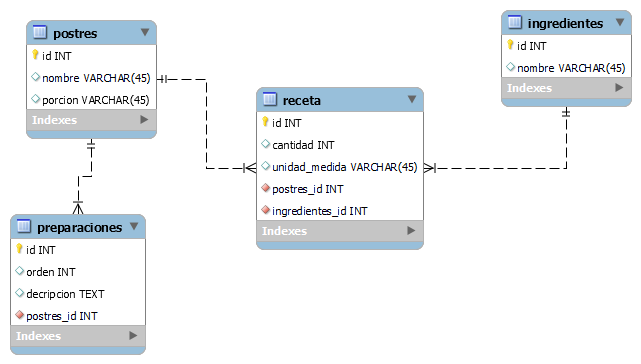 postres
id INT
nombre VARCHAR(45)
porcion VARCHAR(45)
Indexes
ingredientes
id INT
nombre VARCHAR(45)
Indexes
receta
id INT
cantidad INT
unidad_medida VARCHAR(45)
postres_id INT
ingredientes_id INT
Indexes
preparaciones
id INT
orden INT
decripcion TEXT
postres_id INT
Indexes